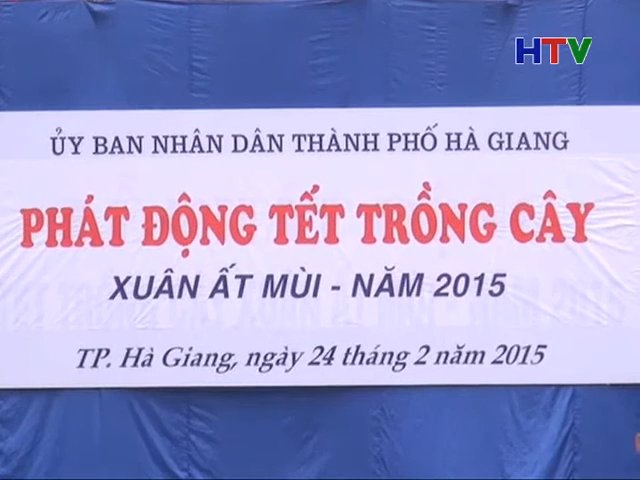 HTV
ỦY BAN NHÂN DÂN THÀNH PHỐ HÀ GIANG
PHÁT ĐỘNG TẾT TRỒNG CÂY
XUÂN ẤT MÙI - NĂM 2015
TP. Hà Giang, ngày 24 tháng 2 năm 2015